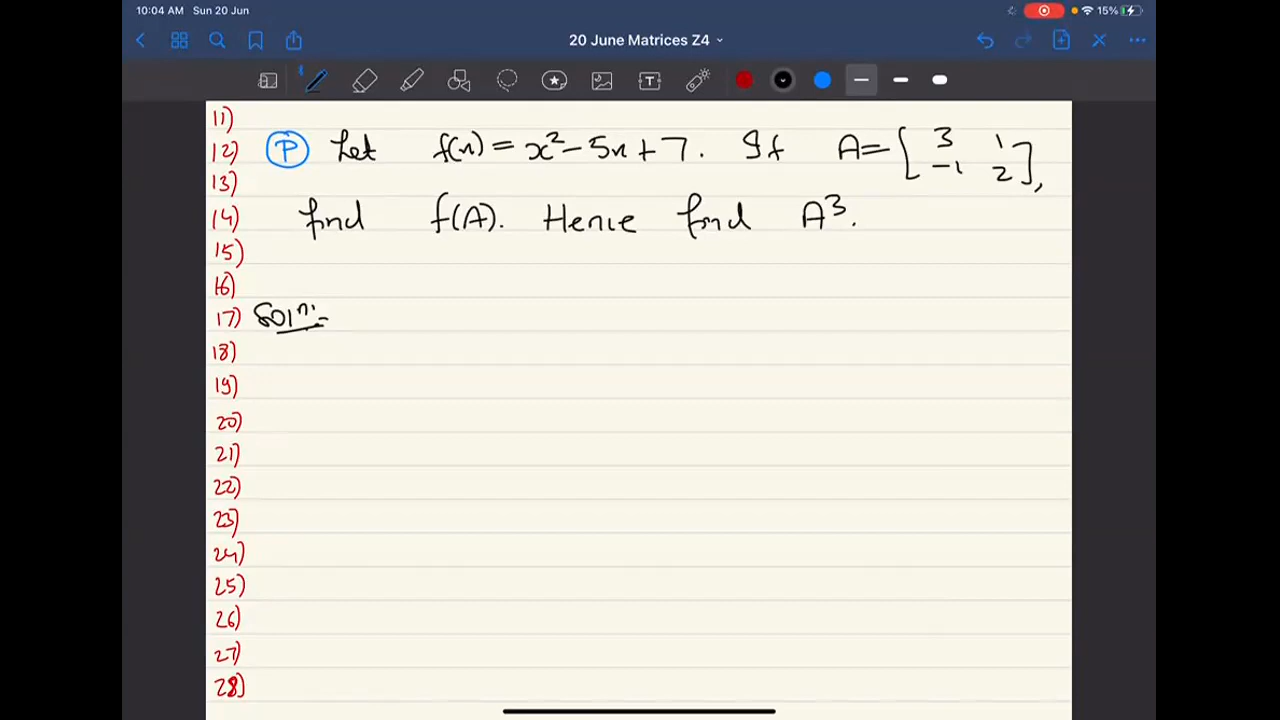 10:04 AM Sun 20 Jun
15%
20 June Matrices Z4
11)
12) P Let f(x) = x² - 5x + 7. If A = [ 3 1
-1 2 ],
13)
14) find f(A). Hence find A³.
15)
16)
17) Solⁿ:-
18)
19)
20)
21)
22)
23)
24)
25)
26)
27)
28)